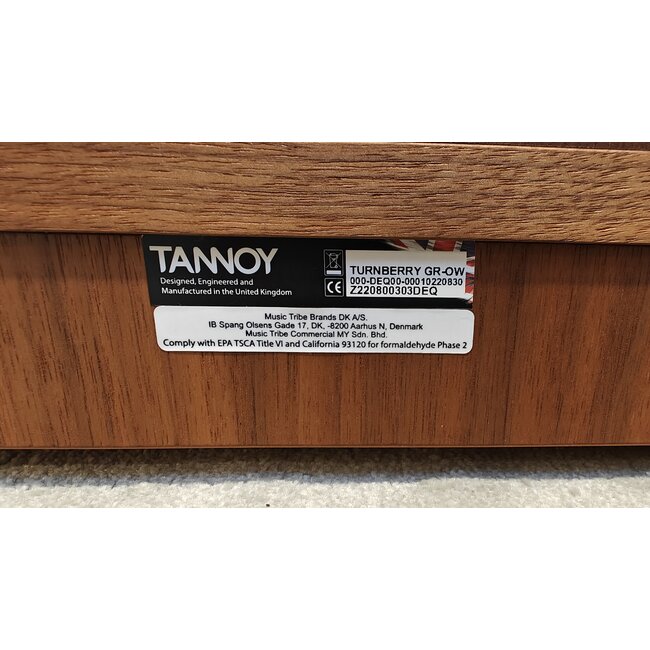 TANNOY
Designed, Engineered and
Manufactured in the United Kingdom
CE
TURNBERRY GR-OW
000-DEQ00-00010220830
Z220800303DEQ
Music Tribe Brands DK A/S.
IB Spang Olsens Gade 17, DK, -8200 Aarhus N, Denmark
Music Tribe Commercial MY Sdn. Bhd.
Comply with EPA TSCA Title VI and California 93120 for formaldehyde Phase 2